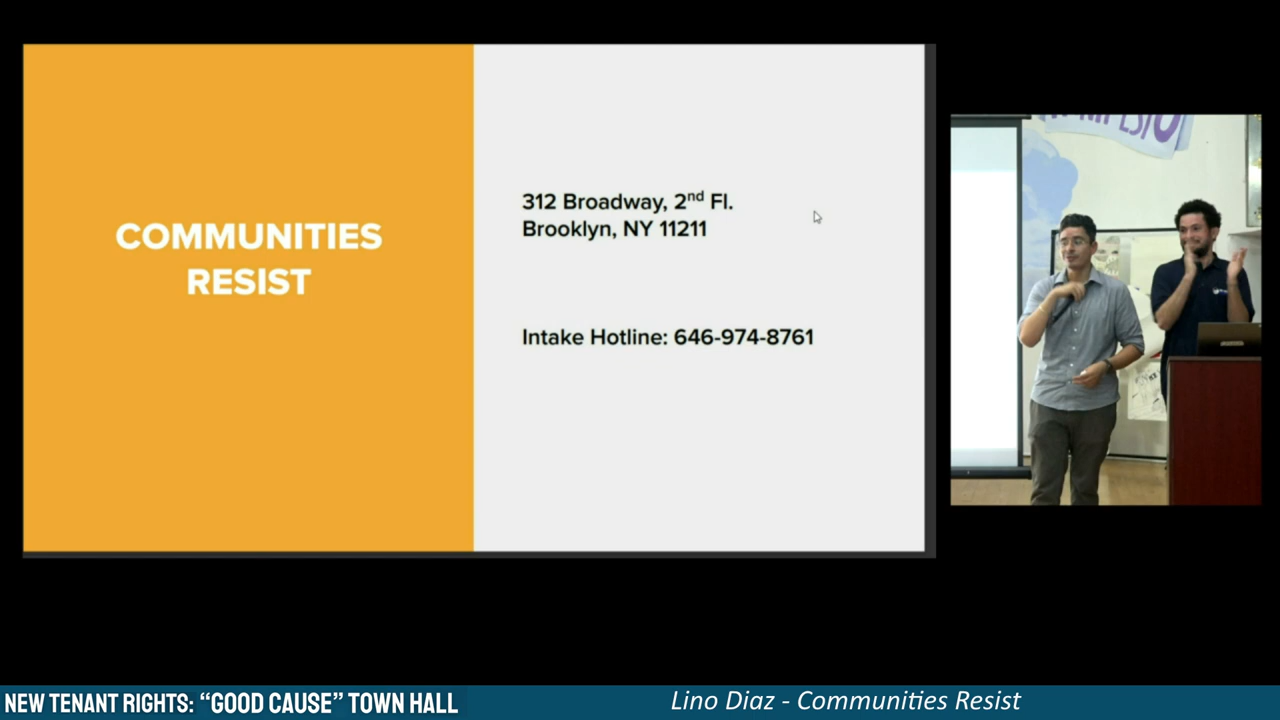 COMMUNITIES
RESIST
312 Broadway, 2nd Fl.
Brooklyn, NY 11211
Intake Hotline: 646-974-8761
NEW TENANT RIGHTS: “GOOD CAUSE” TOWN HALL
Lino Diaz - Communities Resist